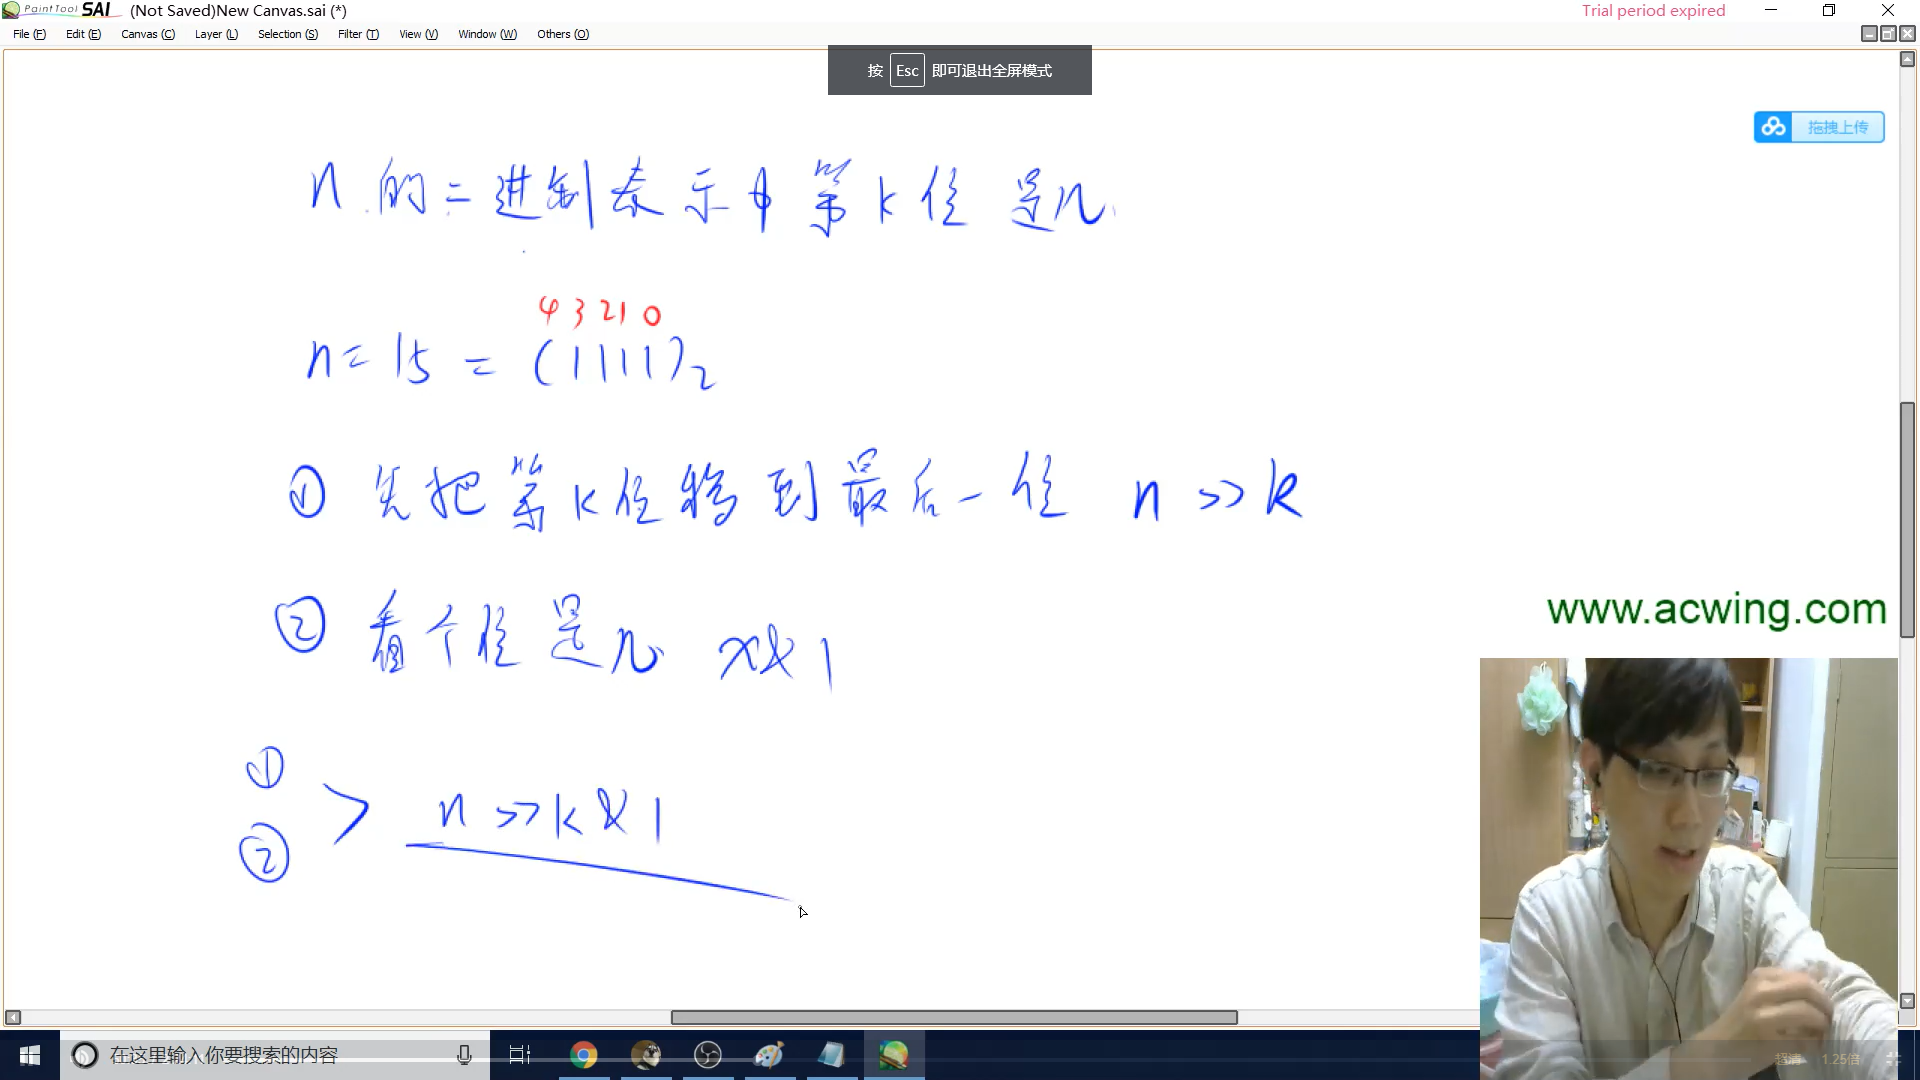 PaintTool SAI (Not Saved)New Canvas.sai (*) Trial period expired
File (F) Edit (E) Canvas (C) Layer (L) Selection (S) Filter (T) View (V) Window (W) Others (O)
按 Esc 即可退出全屏模式
拖拽上传
n的二进制表示中第k位是几
4 3 2 1 0
n = 15 = (1111)2
① 先把第k位移到最后一位 n >> k
② 看个位是几 x & 1
www.acwing.com
①
> n >> k & 1
②
在这里输入你要搜索的内容
超清 1.25倍